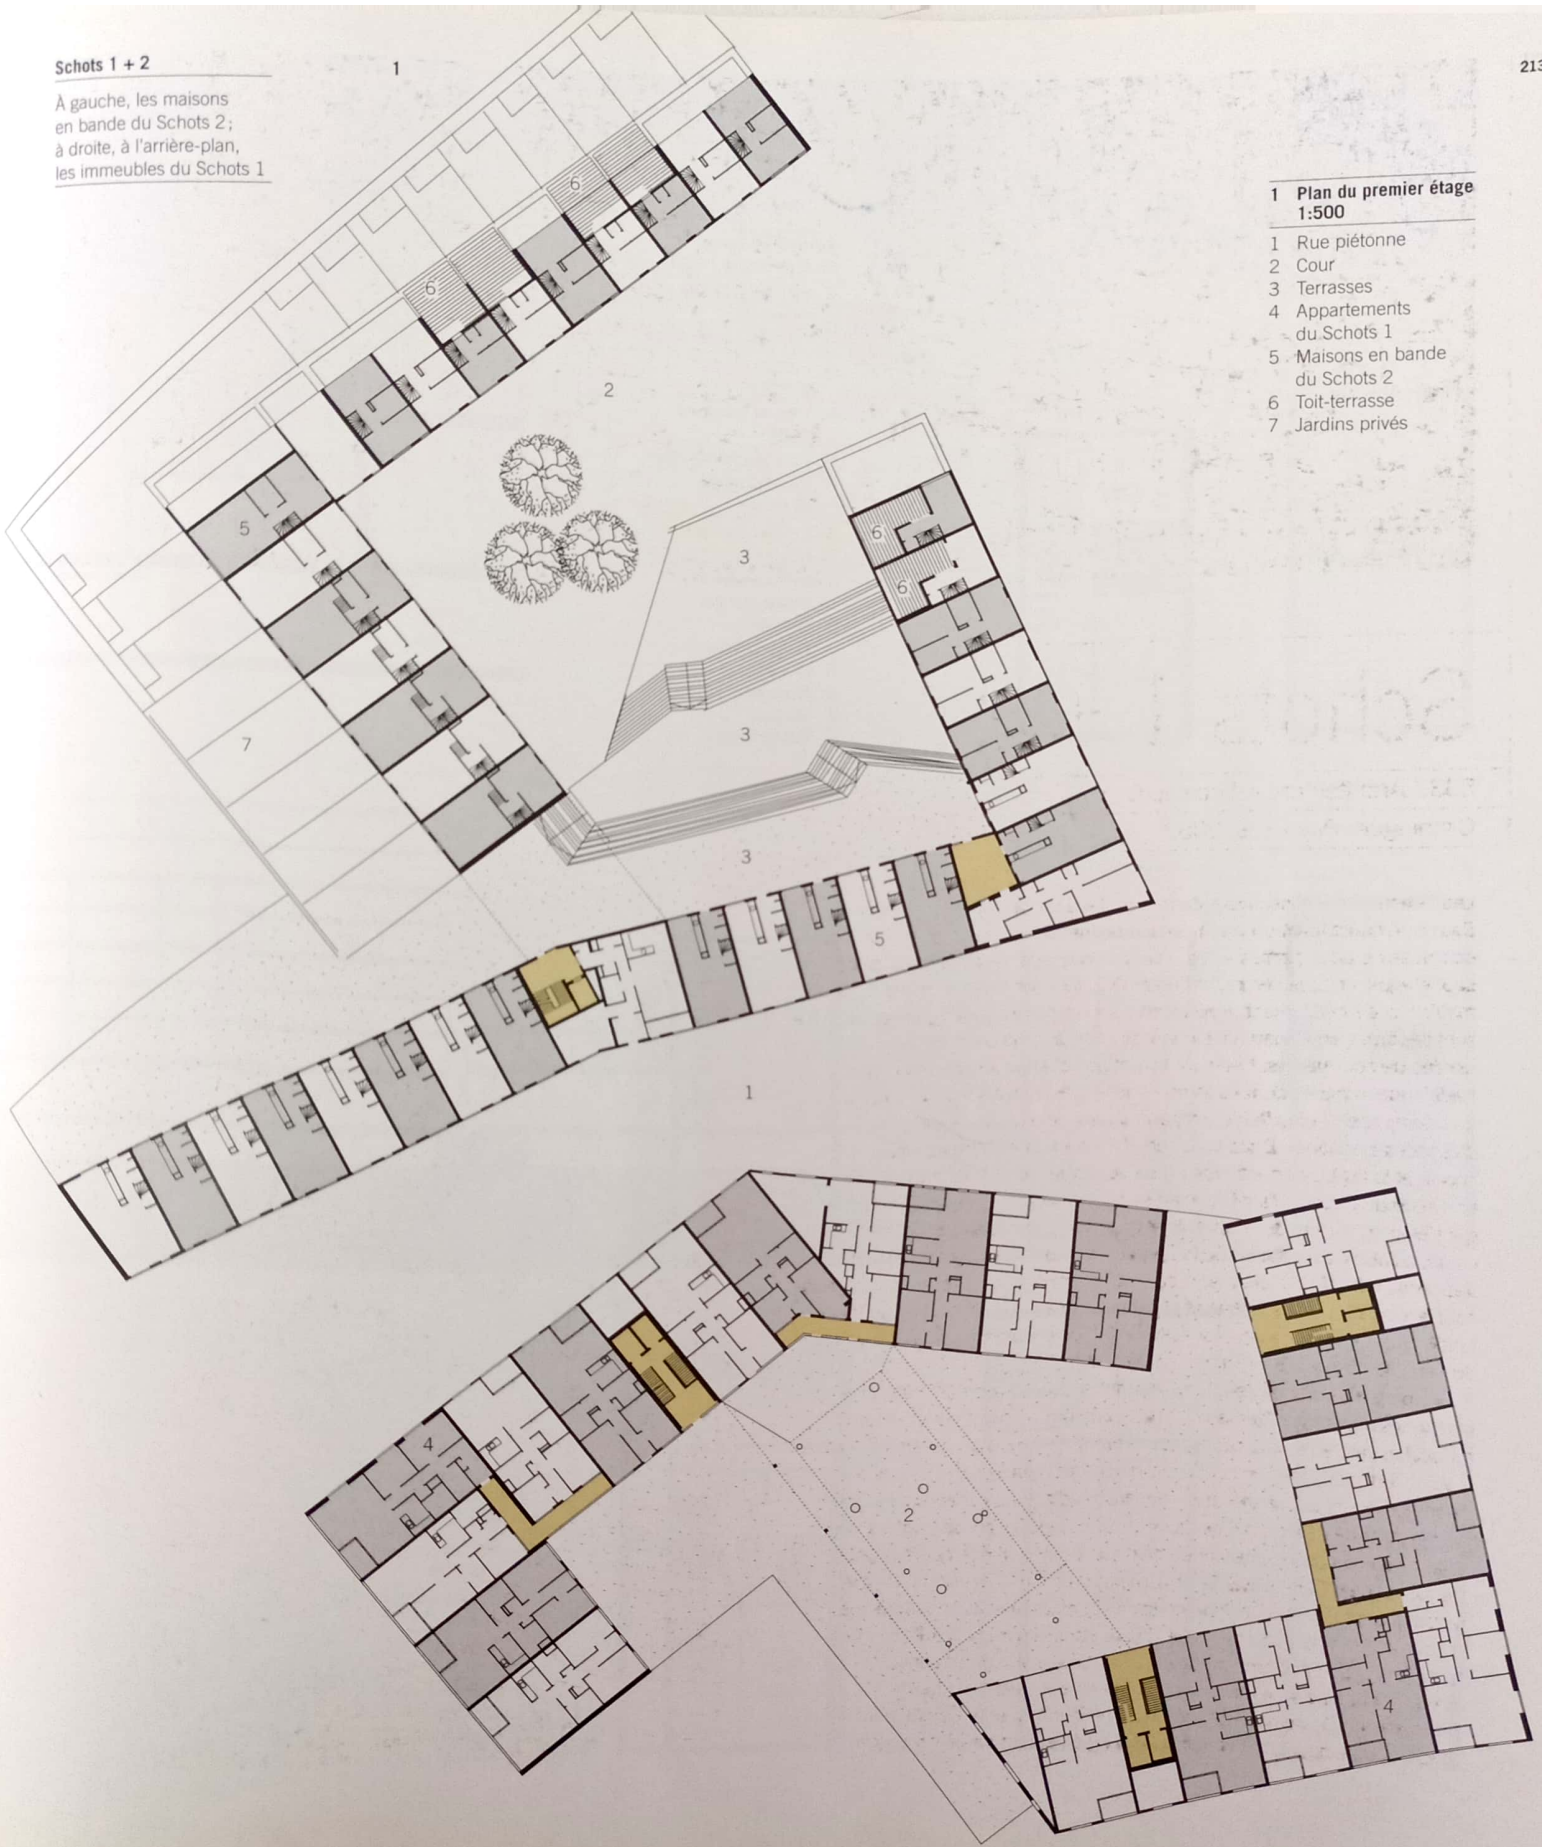 Schots 1 + 2
À gauche, les maisons
en bande du Schots 2;
à droite, à l'arrière-plan,
les immeubles du Schots 1
1
213
1 Plan du premier étage
1:500
1 Rue piétonne
2 Cour
3 Terrasses
4 Appartements
du Schots 1
5 Maisons en bande
du Schots 2
6 Toit-terrasse
7 Jardins privés
6
6
2
5
3
6
6
7
3
3
5
1
4
2
4